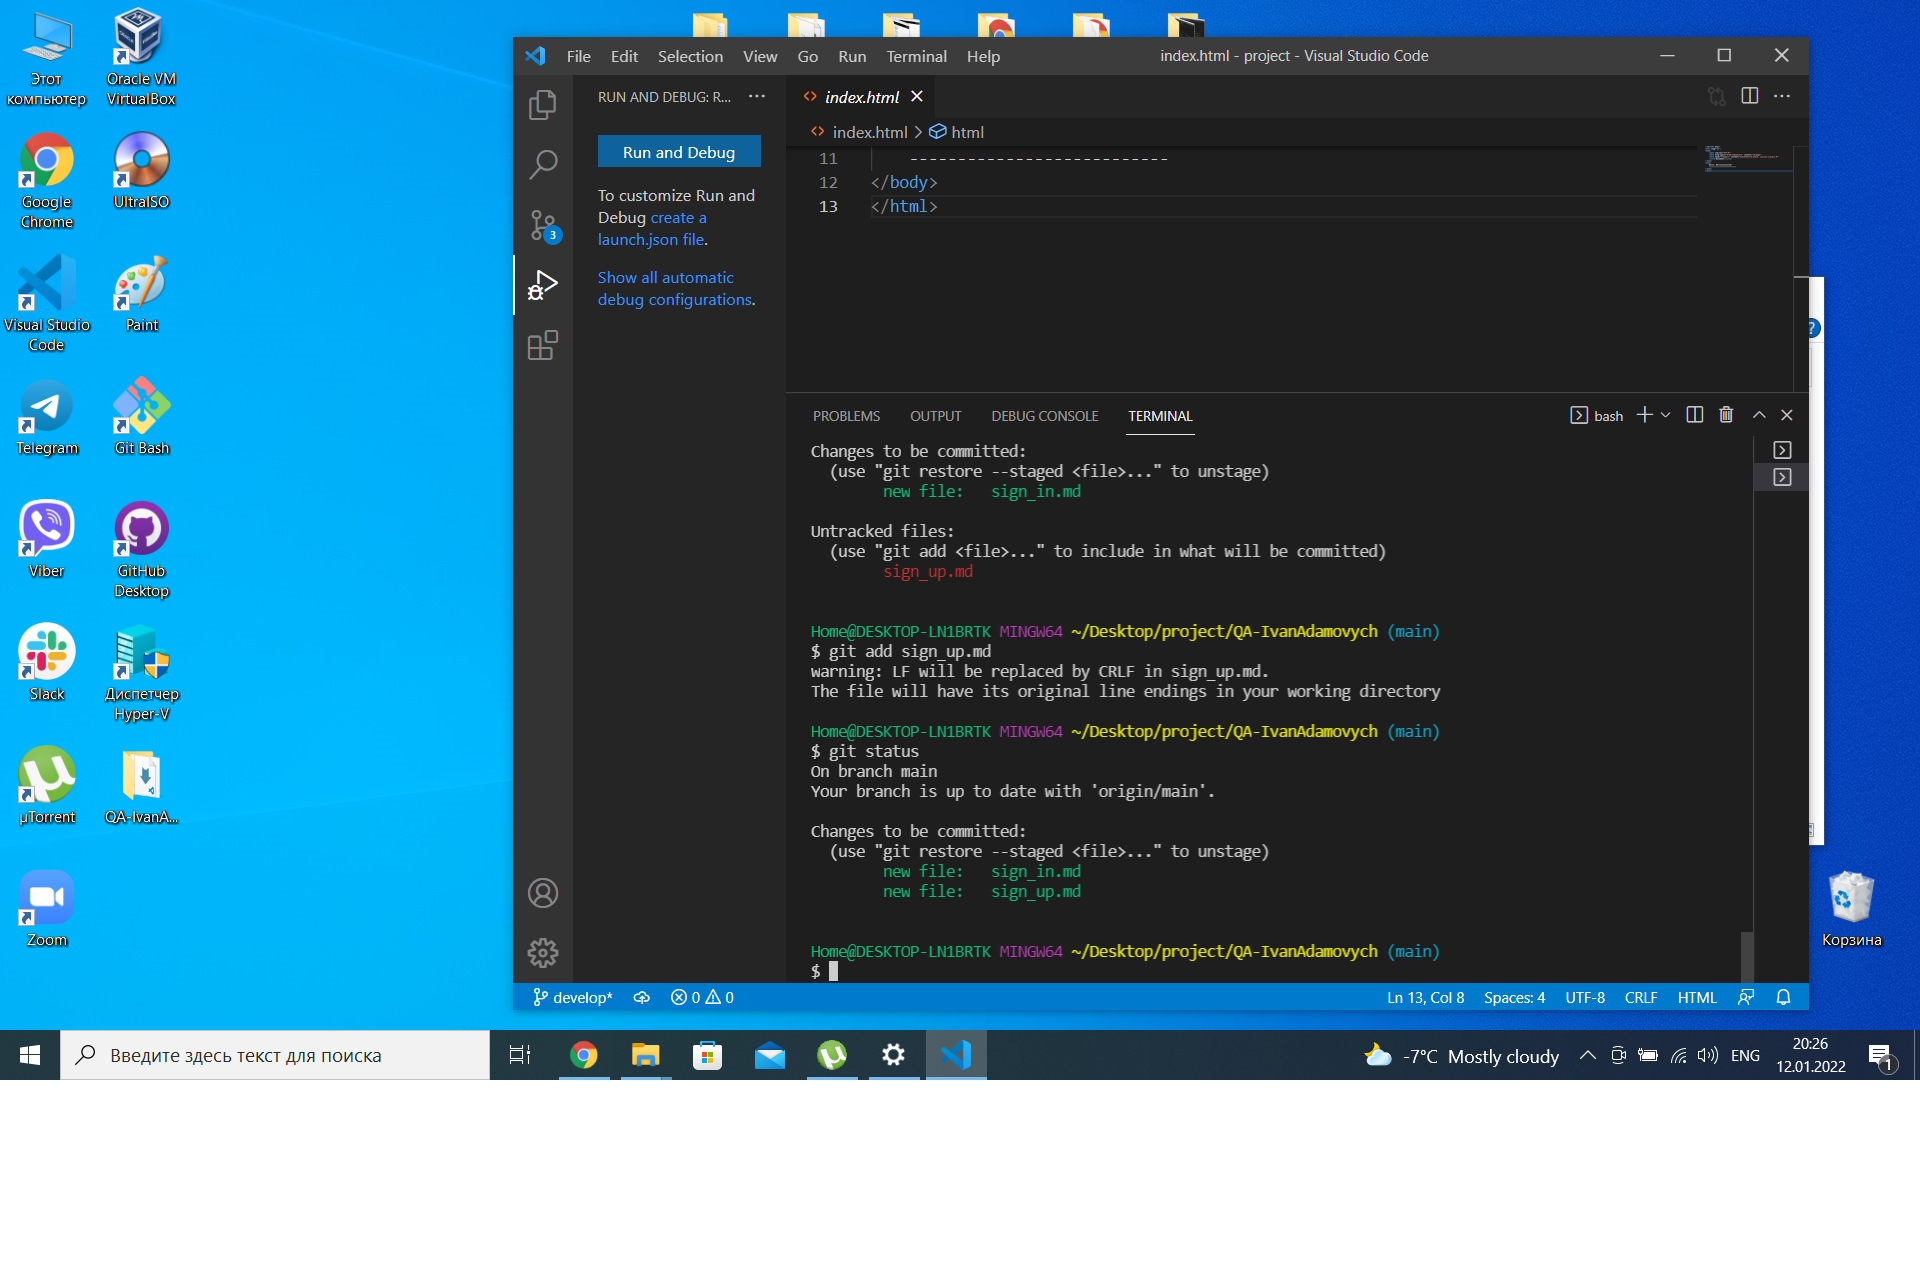 Этот
компьютер
Oracle VM
VirtualBox
Google
Chrome
UltraISO
Visual Studio
Code
Paint
Telegram
Git Bash
Viber
GitHub
Desktop
Slack
Диспетчер
Hyper-V
µTorrent
QA-IvanA...
Zoom
Корзина
File Edit Selection View Go Run Terminal Help
index.html - project - Visual Studio Code
RUN AND DEBUG: R... ···
Run and Debug
To customize Run and
Debug create a
launch.json file.
Show all automatic
debug configurations.
3
<> index.html ×
<> index.html > html
11 ----------------------------
12 </body>
13 </html>
?
PROBLEMS OUTPUT DEBUG CONSOLE TERMINAL
bash
Changes to be committed:
(use "git restore --staged <file>..." to unstage)
new file: sign_in.md
Untracked files:
(use "git add <file>..." to include in what will be committed)
sign_up.md
Home@DESKTOP-LN1BRTK MINGW64 ~/Desktop/project/QA-IvanAdamovych (main)
$ git add sign_up.md
warning: LF will be replaced by CRLF in sign_up.md.
The file will have its original line endings in your working directory
Home@DESKTOP-LN1BRTK MINGW64 ~/Desktop/project/QA-IvanAdamovych (main)
$ git status
On branch main
Your branch is up to date with 'origin/main'.
Changes to be committed:
(use "git restore --staged <file>..." to unstage)
new file: sign_in.md
new file: sign_up.md
Home@DESKTOP-LN1BRTK MINGW64 ~/Desktop/project/QA-IvanAdamovych (main)
$
develop* 0 0
Ln 13, Col 8 Spaces: 4 UTF-8 CRLF HTML
Введите здесь текст для поиска
-7°C Mostly cloudy
ENG
20:26
12.01.2022
1